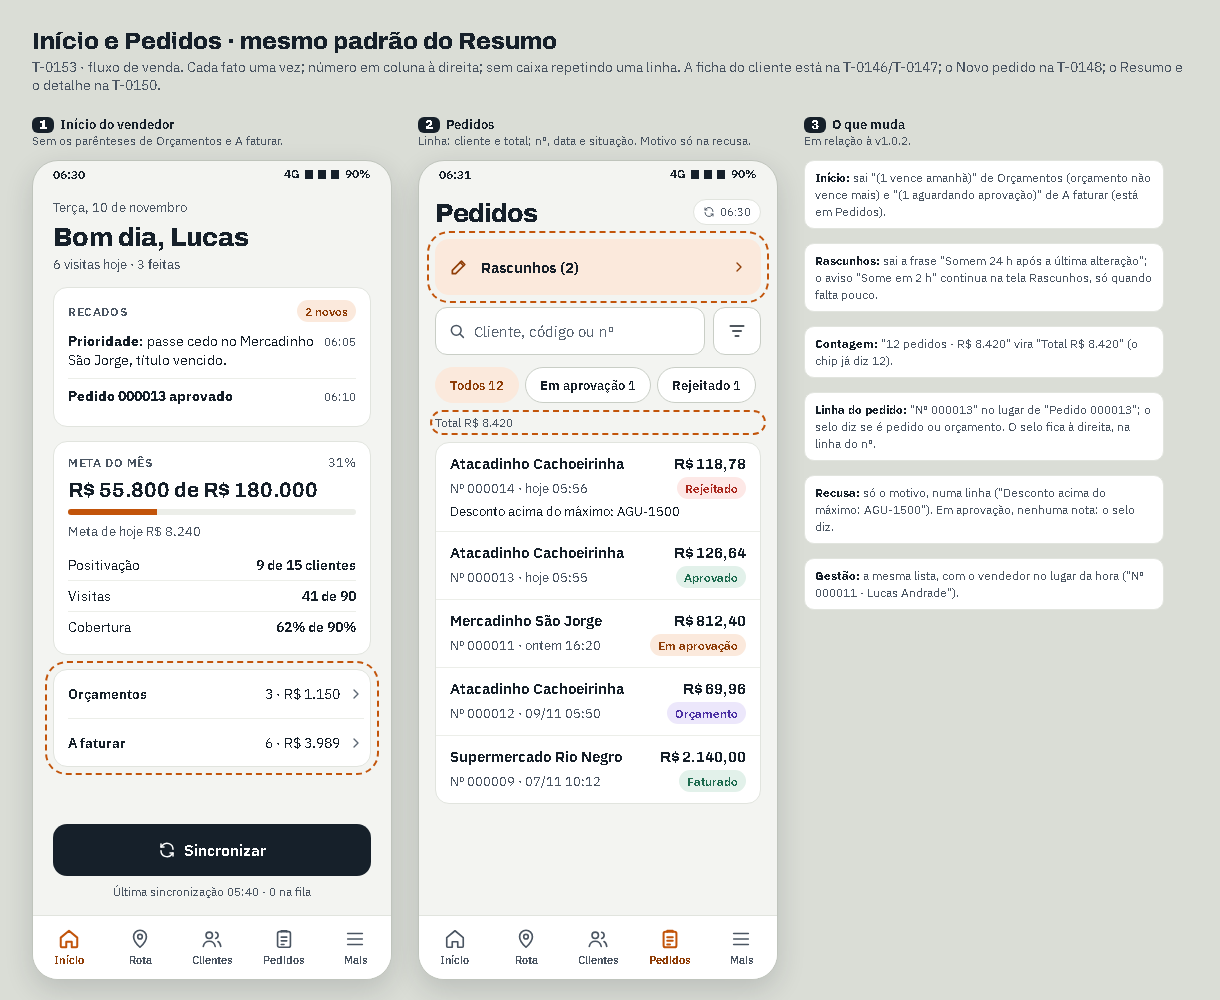 Início e Pedidos · mesmo padrão do Resumo
T-0153 · fluxo de venda. Cada fato uma vez; número em coluna à direita; sem caixa repetindo uma linha. A ficha do cliente está na T-0146/T-0147; o Novo pedido na T-0148; o Resumo e
o detalhe na T-0150.
1 Início do vendedor
Sem os parênteses de Orçamentos e A faturar.
06:30 4G 90%
Terça, 10 de novembro
Bom dia, Lucas
6 visitas hoje · 3 feitas
RECADOS 2 novos
Prioridade: passe cedo no Mercadinho 06:05
São Jorge, título vencido.
Pedido 000013 aprovado 06:10
META DO MÊS 31%
R$ 55.800 de R$ 180.000
Meta de hoje R$ 8.240
Positivação 9 de 15 clientes
Visitas 41 de 90
Cobertura 62% de 90%
Orçamentos 3 · R$ 1.150
A faturar 6 · R$ 3.989
Sincronizar
Última sincronização 05:40 · 0 na fila
Início Rota Clientes Pedidos Mais
2 Pedidos
Linha: cliente e total; nº, data e situação. Motivo só na recusa.
06:31 4G 90%
Pedidos 06:30
Rascunhos (2)
Cliente, código ou nº
Todos 12 Em aprovação 1 Rejeitado 1
Total R$ 8.420
Atacadinho Cachoeirinha R$ 118,78
Nº 000014 · hoje 05:56 Rejeitado
Desconto acima do máximo: AGU-1500
Atacadinho Cachoeirinha R$ 126,64
Nº 000013 · hoje 05:55 Aprovado
Mercadinho São Jorge R$ 812,40
Nº 000011 · ontem 16:20 Em aprovação
Atacadinho Cachoeirinha R$ 69,96
Nº 000012 · 09/11 05:50 Orçamento
Supermercado Rio Negro R$ 2.140,00
Nº 000009 · 07/11 10:12 Faturado
Início Rota Clientes Pedidos Mais
3 O que muda
Em relação à v1.0.2.
Início: sai "(1 vence amanhã)" de Orçamentos (orçamento não
vence mais) e "(1 aguardando aprovação)" de A faturar (está
em Pedidos).
Rascunhos: sai a frase "Somem 24 h após a última alteração";
o aviso "Some em 2 h" continua na tela Rascunhos, só quando
falta pouco.
Contagem: "12 pedidos · R$ 8.420" vira "Total R$ 8.420" (o
chip já diz 12).
Linha do pedido: "Nº 000013" no lugar de "Pedido 000013"; o
selo diz se é pedido ou orçamento. O selo fica à direita, na
linha do nº.
Recusa: só o motivo, numa linha ("Desconto acima do
máximo: AGU-1500"). Em aprovação, nenhuma nota: o selo
diz.
Gestão: a mesma lista, com o vendedor no lugar da hora ("Nº
000011 · Lucas Andrade").